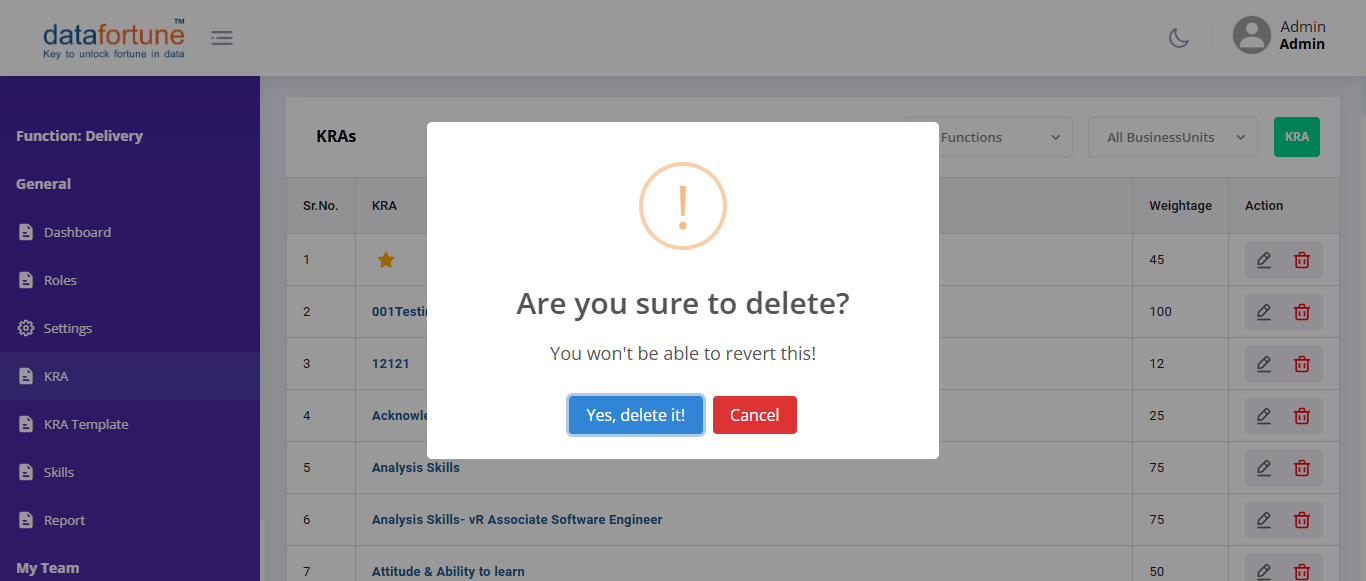 datafortune™
Key to unlock fortune in data
Admin
Admin
Function: Delivery
General
Dashboard
Roles
Settings
KRA
KRA Template
Skills
Report
My Team
KRAs
Functions
All BusinessUnits
KRA
Sr.No. KRA Weightage Action
1 45
2 001Testi 100
3 12121 12
4 Acknowle 25
5 Analysis Skills 75
6 Analysis Skills- vR Associate Software Engineer 75
7 Attitude & Ability to learn 50
!
Are you sure to delete?
You won't be able to revert this!
Yes, delete it! Cancel